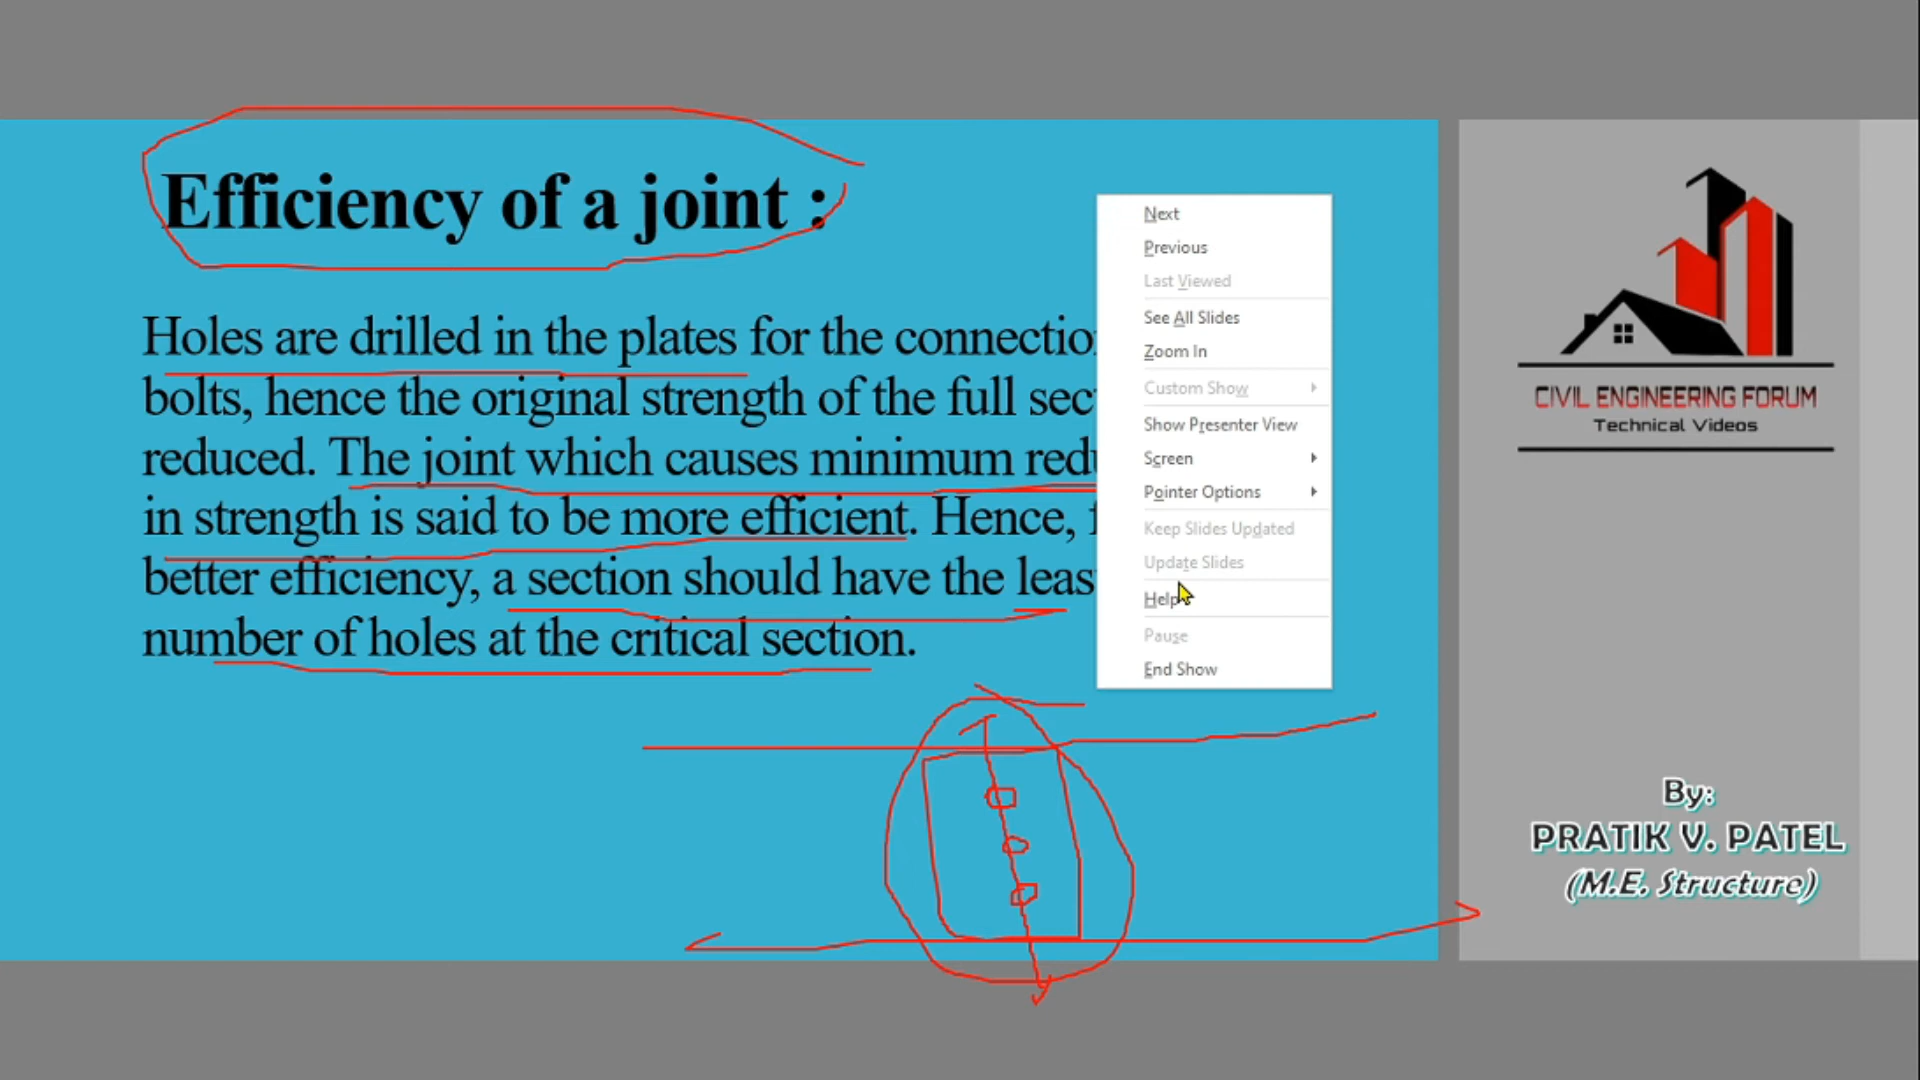 Efficiency of a joint :
Holes are drilled in the plates for the
bolts, hence the original strength of the full
reduced. The joint which causes minimum
in strength is said to be more efficient. Hence,
better efficiency, a section should have the
number of holes at the critical section.
Next
Previous
Last Viewed
See All Slides
Zoom In
Custom Show
Show Presenter View
Screen
Pointer Options
Keep Slides Updated
Update Slides
Help
Pause
End Show
CIVIL ENGINEERING FORUM
Technical Videos
By:
PRATIK V. PATEL
(M.E. Structure)